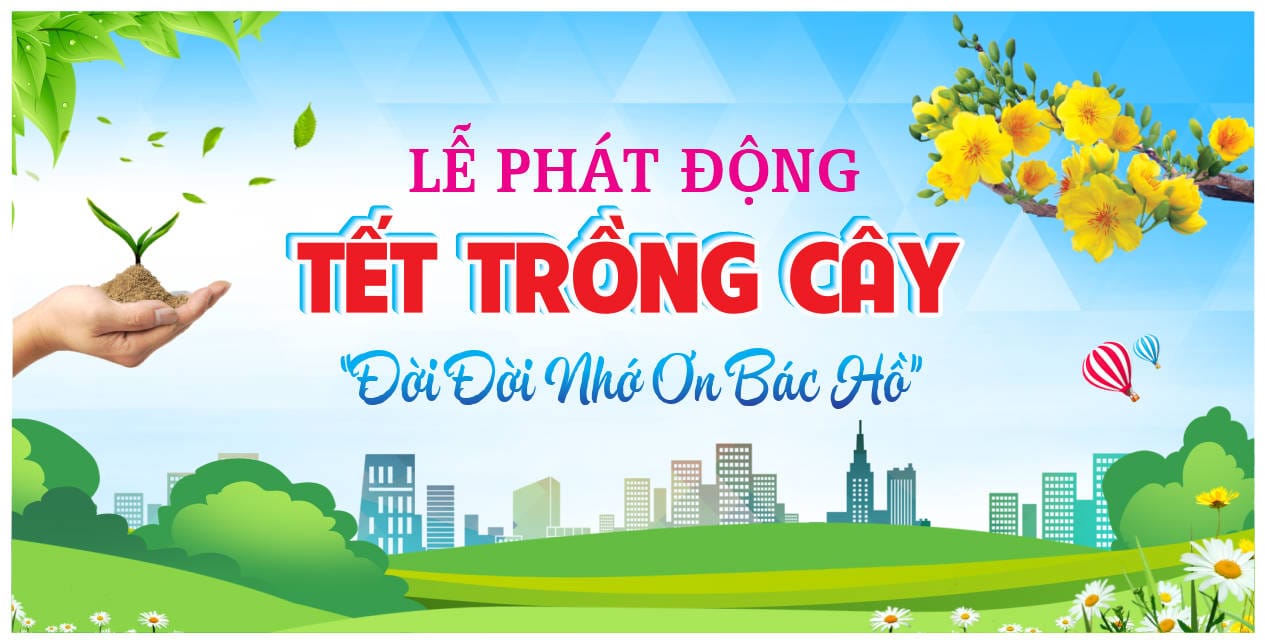 LỄ PHÁT ĐỘNG
TẾT TRỒNG CÂY
“Đời Đời Nhớ Ơn Bác Hồ”